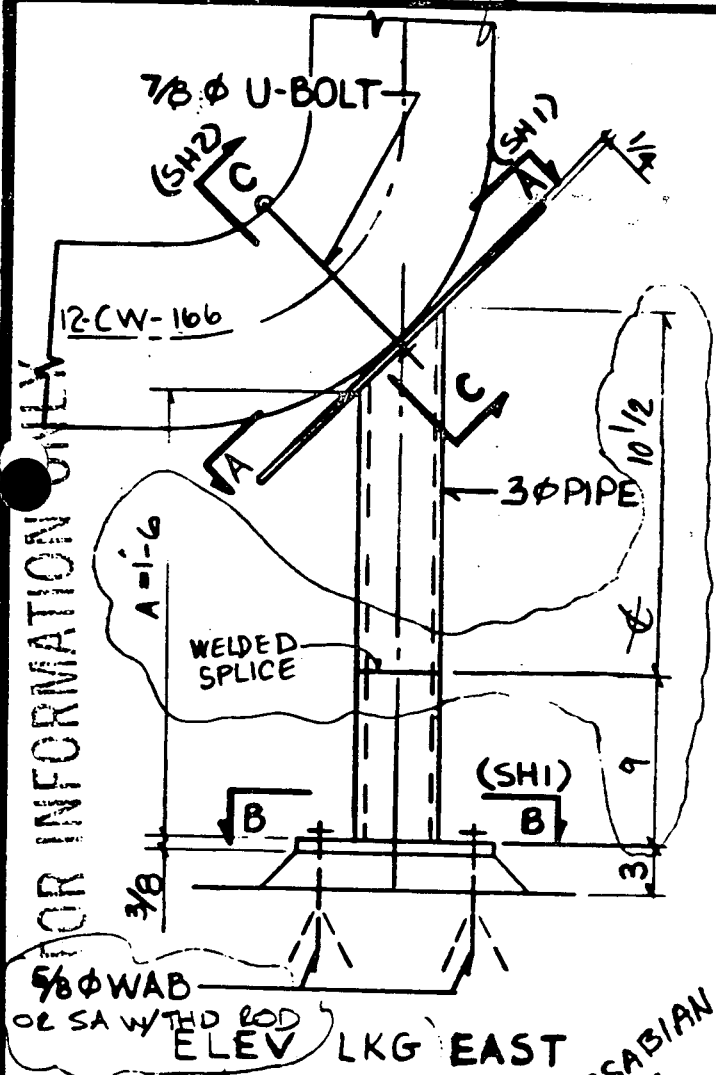 7/8 ⌀ U-BOLT
(SH2)
C
(SH1)
A
1/4
12-CW-166
C
A
10 1/2
3⌀PIPE
A=1'-6
WELDED
SPLICE
9
(SH1)
B
B
3/8
3
5/8⌀WAB
OR SA W/THD ROD
ELEV LKG EAST
FOR INFORMATION ONLY